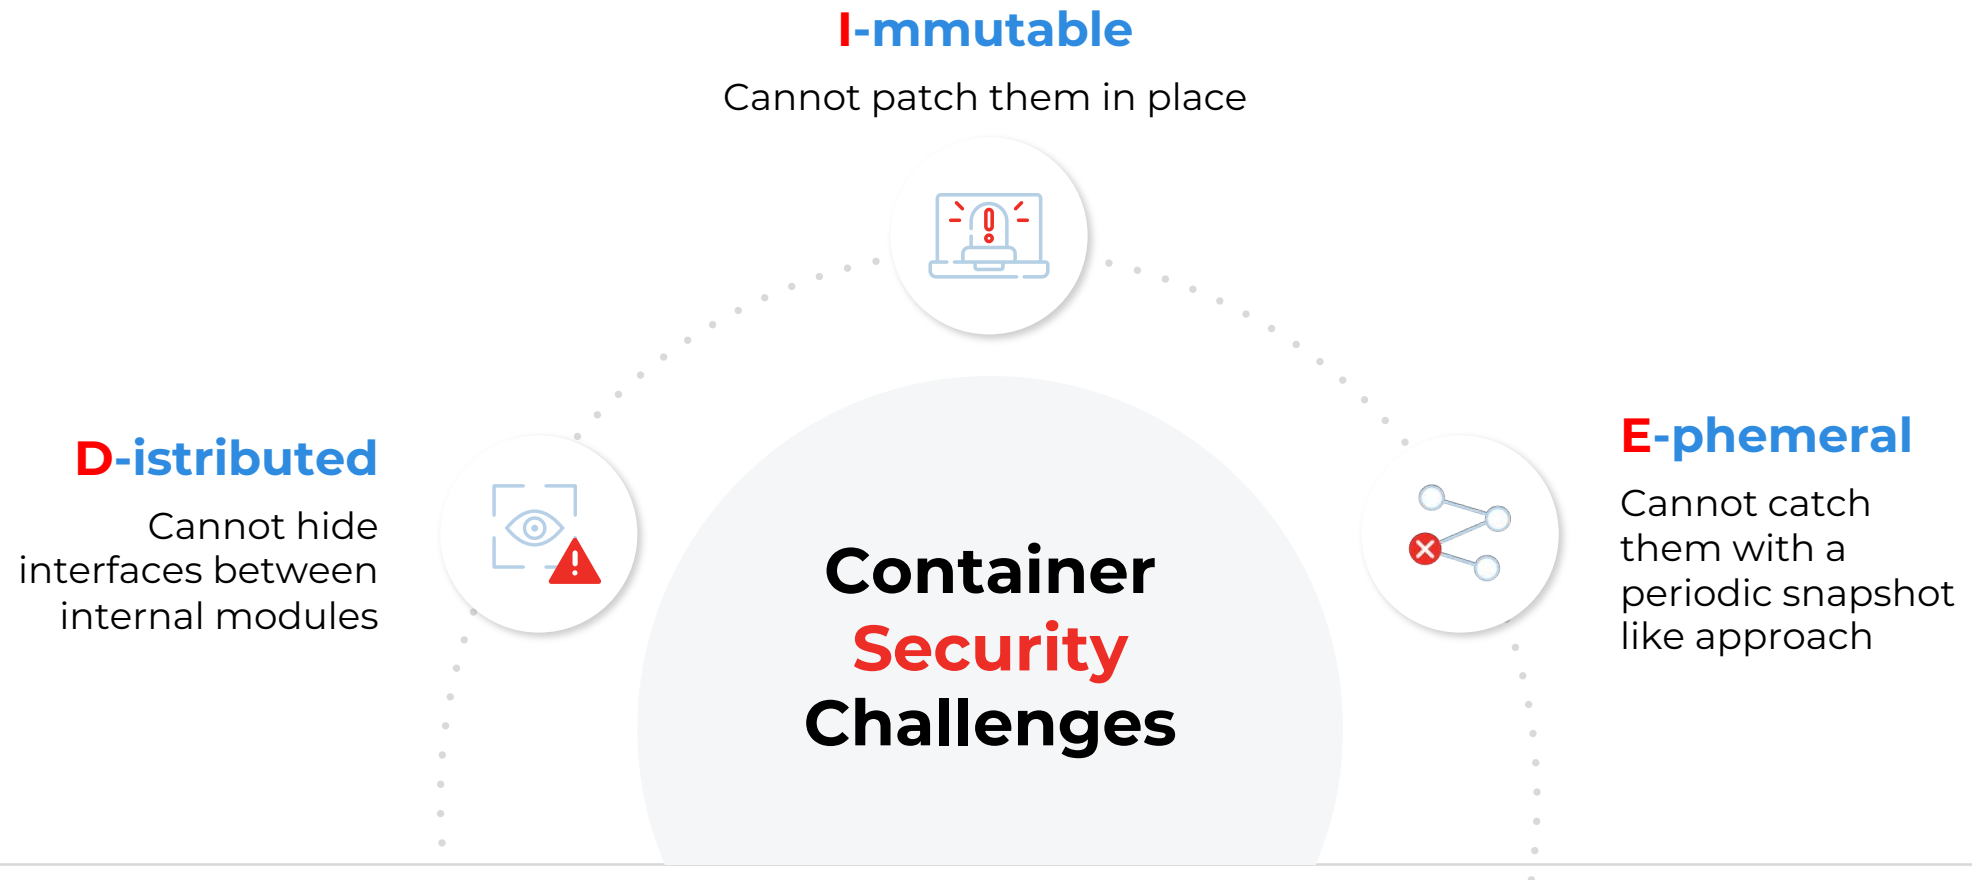 I-mmutable
Cannot patch them in place
D-istributed
Cannot hide
interfaces between
internal modules
Container
Security
Challenges
E-phemeral
Cannot catch
them with a
periodic snapshot
like approach